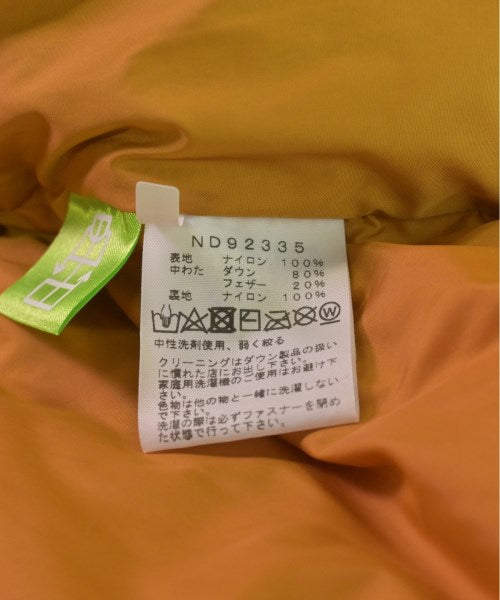 ND92335
表地 ナイロン 100%
中わた ダウン 80%
フェザー 20%
裏地 ナイロン 100%
中性洗剤使用、弱く絞る
クリーニングはダウン製品の扱い
に慣れた店にお出し下さい。
家庭用洗濯機のご使用はお避け下
さい。
色物は他の物と一緒に洗濯しない
で下さい。
洗濯の際は必ずファスナーを閉め
た状態で行って下さい。